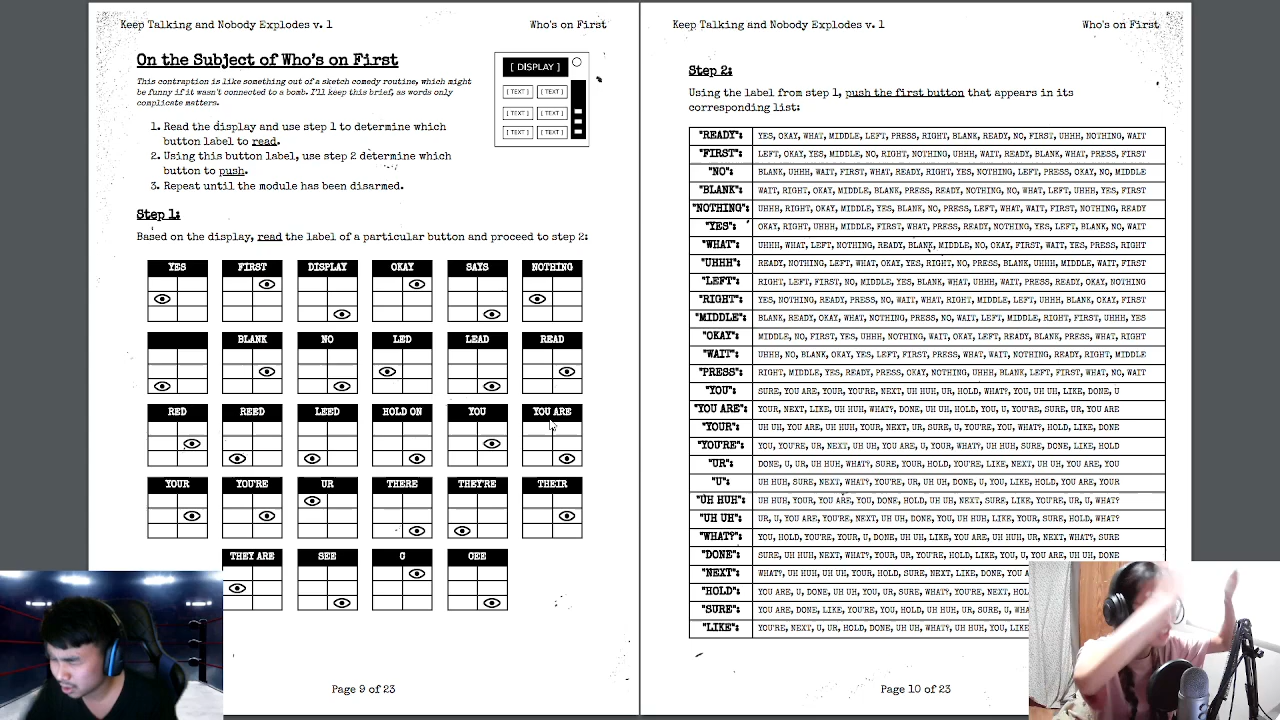 Keep Talking and Nobody Explodes v. 1
Who's on First
On the Subject of Who's on First
This contraption is like something out of a sketch comedy routine, which might
be funny if it wasn't connected to a bomb. I'll keep this brief, as words only
complicate matters.
1. Read the display and use step 1 to determine which
button label to read.
2. Using this button label, use step 2 determine which
button to push.
3. Repeat until the module has been disarmed.
[ DISPLAY ]
[ TEXT ] [ TEXT ]
[ TEXT ] [ TEXT ]
[ TEXT ] [ TEXT ]
Step 1:
Based on the display, read the label of a particular button and proceed to step 2:
YES FIRST DISPLAY OKAY SAYS NOTHING
BLANK NO LED LEAD READ
RED REED LEED HOLD ON YOU YOU ARE
YOUR YOU'RE UR THERE THEY'RE THEIR
THEY ARE SEE C CEE
Page 9 of 23
Keep Talking and Nobody Explodes v. 1
Who's on First
Step 2:
Using the label from step 1, push the first button that appears in its
corresponding list:
"READY": YES, OKAY, WHAT, MIDDLE, LEFT, PRESS, RIGHT, BLANK, READY, NO, FIRST, UHHH, NOTHING, WAIT
"FIRST": LEFT, OKAY, YES, MIDDLE, NO, RIGHT, NOTHING, UHHH, WAIT, READY, BLANK, WHAT, PRESS, FIRST
"NO": BLANK, UHHH, WAIT, FIRST, WHAT, READY, RIGHT, YES, NOTHING, LEFT, PRESS, OKAY, NO, MIDDLE
"BLANK": WAIT, RIGHT, OKAY, MIDDLE, BLANK, PRESS, READY, NOTHING, NO, WHAT, LEFT, UHHH, YES, FIRST
"NOTHING": UHHH, RIGHT, OKAY, MIDDLE, YES, BLANK, NO, PRESS, LEFT, WHAT, WAIT, FIRST, NOTHING, READY
"YES": OKAY, RIGHT, UHHH, MIDDLE, FIRST, WHAT, PRESS, READY, NOTHING, YES, LEFT, BLANK, NO, WAIT
"WHAT": UHHH, WHAT, LEFT, NOTHING, READY, BLANK, MIDDLE, NO, OKAY, FIRST, WAIT, YES, PRESS, RIGHT
"UHHH": READY, NOTHING, LEFT, WHAT, OKAY, YES, RIGHT, NO, PRESS, BLANK, UHHH, MIDDLE, WAIT, FIRST
"LEFT": RIGHT, LEFT, FIRST, NO, MIDDLE, YES, BLANK, WHAT, UHHH, WAIT, PRESS, READY, OKAY, NOTHING
"RIGHT": YES, NOTHING, READY, PRESS, NO, WAIT, WHAT, RIGHT, MIDDLE, LEFT, UHHH, BLANK, OKAY, FIRST
"MIDDLE": BLANK, READY, OKAY, WHAT, NOTHING, PRESS, NO, WAIT, LEFT, MIDDLE, RIGHT, FIRST, UHHH, YES
"OKAY": MIDDLE, NO, FIRST, YES, UHHH, NOTHING, WAIT, OKAY, LEFT, READY, BLANK, PRESS, WHAT, RIGHT
"WAIT": UHHH, NO, BLANK, OKAY, YES, LEFT, FIRST, PRESS, WHAT, WAIT, NOTHING, READY, RIGHT, MIDDLE
"PRESS": RIGHT, MIDDLE, YES, READY, PRESS, OKAY, NOTHING, UHHH, BLANK, LEFT, FIRST, WHAT, NO, WAIT
"YOU": SURE, YOU ARE, YOUR, YOU'RE, NEXT, UH HUH, UR, HOLD, WHAT?, YOU, UH UH, LIKE, DONE, U
"YOU ARE": YOUR, NEXT, LIKE, UH HUH, WHAT?, DONE, UH UH, HOLD, YOU, U, YOU'RE, SURE, UR, YOU ARE
"YOUR": UH UH, YOU ARE, UH HUH, YOUR, NEXT, UR, SURE, U, YOU'RE, YOU, WHAT?, HOLD, LIKE, DONE
"YOU'RE": YOU, YOU'RE, UR, NEXT, UH UH, YOU ARE, U, YOUR, WHAT?, UH HUH, SURE, DONE, LIKE, HOLD
"UR": DONE, U, UR, UH HUH, WHAT?, SURE, YOUR, HOLD, YOU'RE, LIKE, NEXT, UH UH, YOU ARE, YOU
"U": UH HUH, SURE, NEXT, WHAT?, YOU'RE, UR, UH UH, DONE, U, YOU, LIKE, HOLD, YOU ARE, YOUR
"UH HUH": UH HUH, YOUR, YOU ARE, YOU, DONE, HOLD, UH UH, NEXT, SURE, LIKE, YOU'RE, UR, U, WHAT?
"UH UH": UR, U, YOU ARE, YOU'RE, NEXT, UH UH, DONE, YOU, UH HUH, LIKE, YOUR, SURE, HOLD, WHAT?
"WHAT?": YOU, HOLD, YOU'RE, YOUR, U, DONE, UH UH, LIKE, YOU ARE, UH HUH, UR, NEXT, WHAT?, SURE
"DONE": SURE, UH HUH, NEXT, WHAT?, YOUR, UR, YOU'RE, HOLD, LIKE, YOU, U, YOU ARE, UH UH, DONE
"NEXT": WHAT?, UH HUH, UH UH, YOUR, HOLD, SURE, NEXT, LIKE, DONE, YOU A
"HOLD": YOU ARE, U, DONE, UH UH, YOU, UR, SURE, WHAT?, YOU'RE, NEXT, HOL
"SURE": YOU ARE, DONE, LIKE, YOU'RE, YOU, HOLD, UH HUH, UR, SURE, U, WHA
"LIKE": YOU'RE, NEXT, U, UR, HOLD, DONE, UH UH, WHAT?, UH HUH, YOU, LIKE
Page 10 of 23